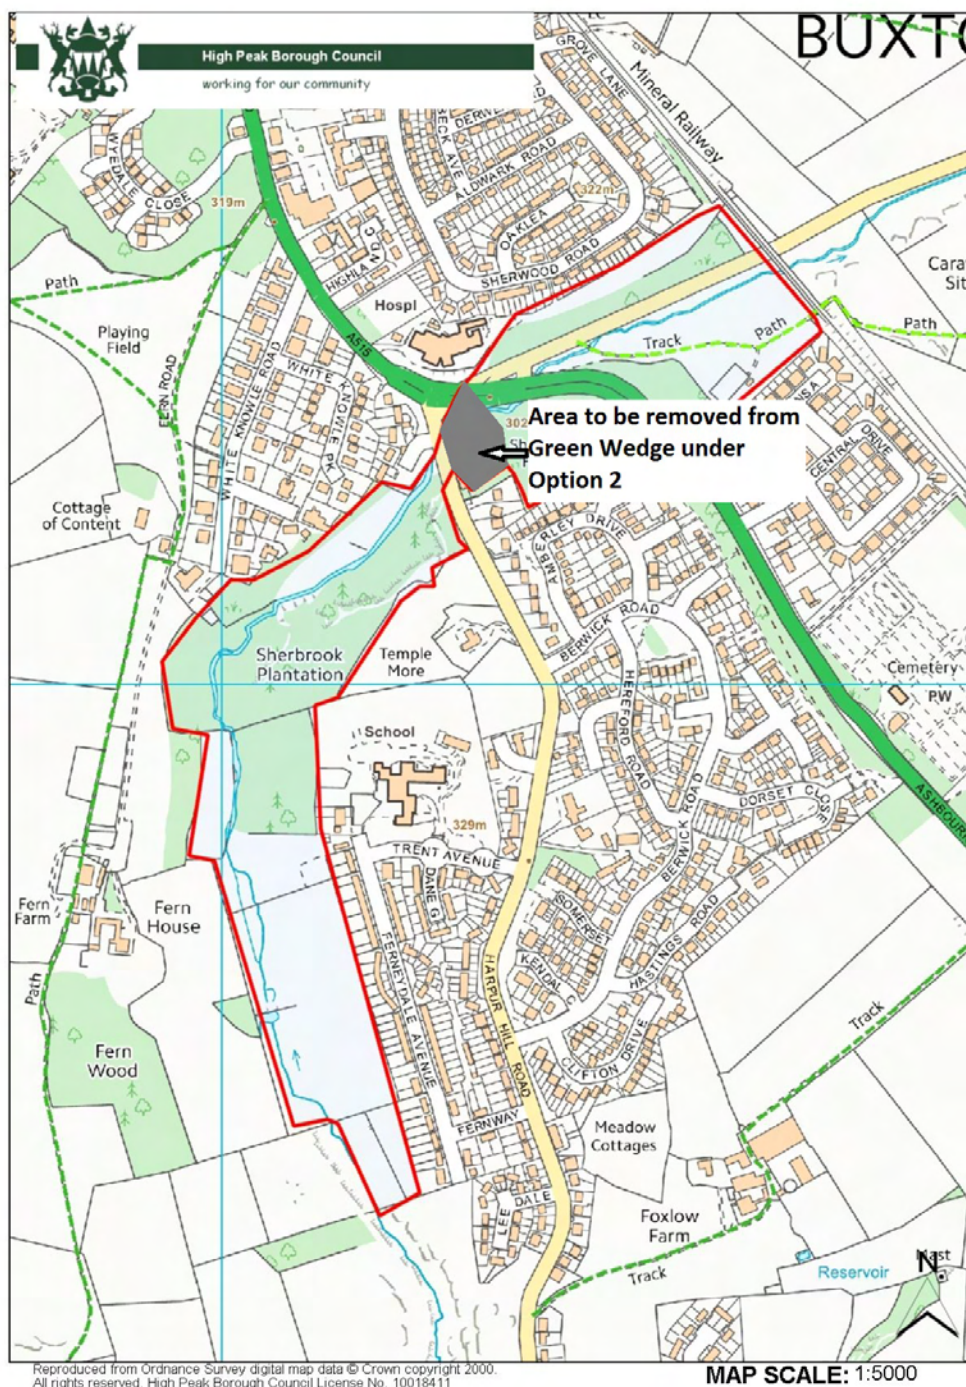 BUXTO
High Peak Borough Council
working for our community
GROVE LANE
Mineral Railway
BECK AVE
ALDWARK ROAD
WYEDALE CLOSE
319m
322m
OAKLEA
SHERWOOD ROAD
Path
HIGHLAND
Hospl
Playing
Field
A515
Track
Path
Path
FERN ROAD
WHITE KNOWLE ROAD
WHITE KNOWLE PK
302
Area to be removed from
Green Wedge under
Option 2
CENTRAL DRIVE
Cottage
of Content
AMBERLEY DRIVE
BERWICK ROAD
Sherbrook
Plantation
Temple
More
HEREFORD ROAD
Cemetery
PW
School
329m
BERWICK ROAD
DORSET CLOSE
ASHBOURN
TRENT AVENUE
DANE G
Fern
Farm
Fern
House
SOMERSET
KENDAL C
HASTINGS ROAD
Path
FERNEYDALE AVENUE
HARPUR HILL ROAD
CLIFTON DRIVE
Track
Fern
Wood
FERNWAY
Meadow
Cottages
LEE DALE
Foxlow
Farm
Track
Reservoir
Mast
N
Reproduced from Ordnance Survey digital map data © Crown copyright 2000.
All rights reserved. High Peak Borough Council License No. 10018411
MAP SCALE: 1:5000